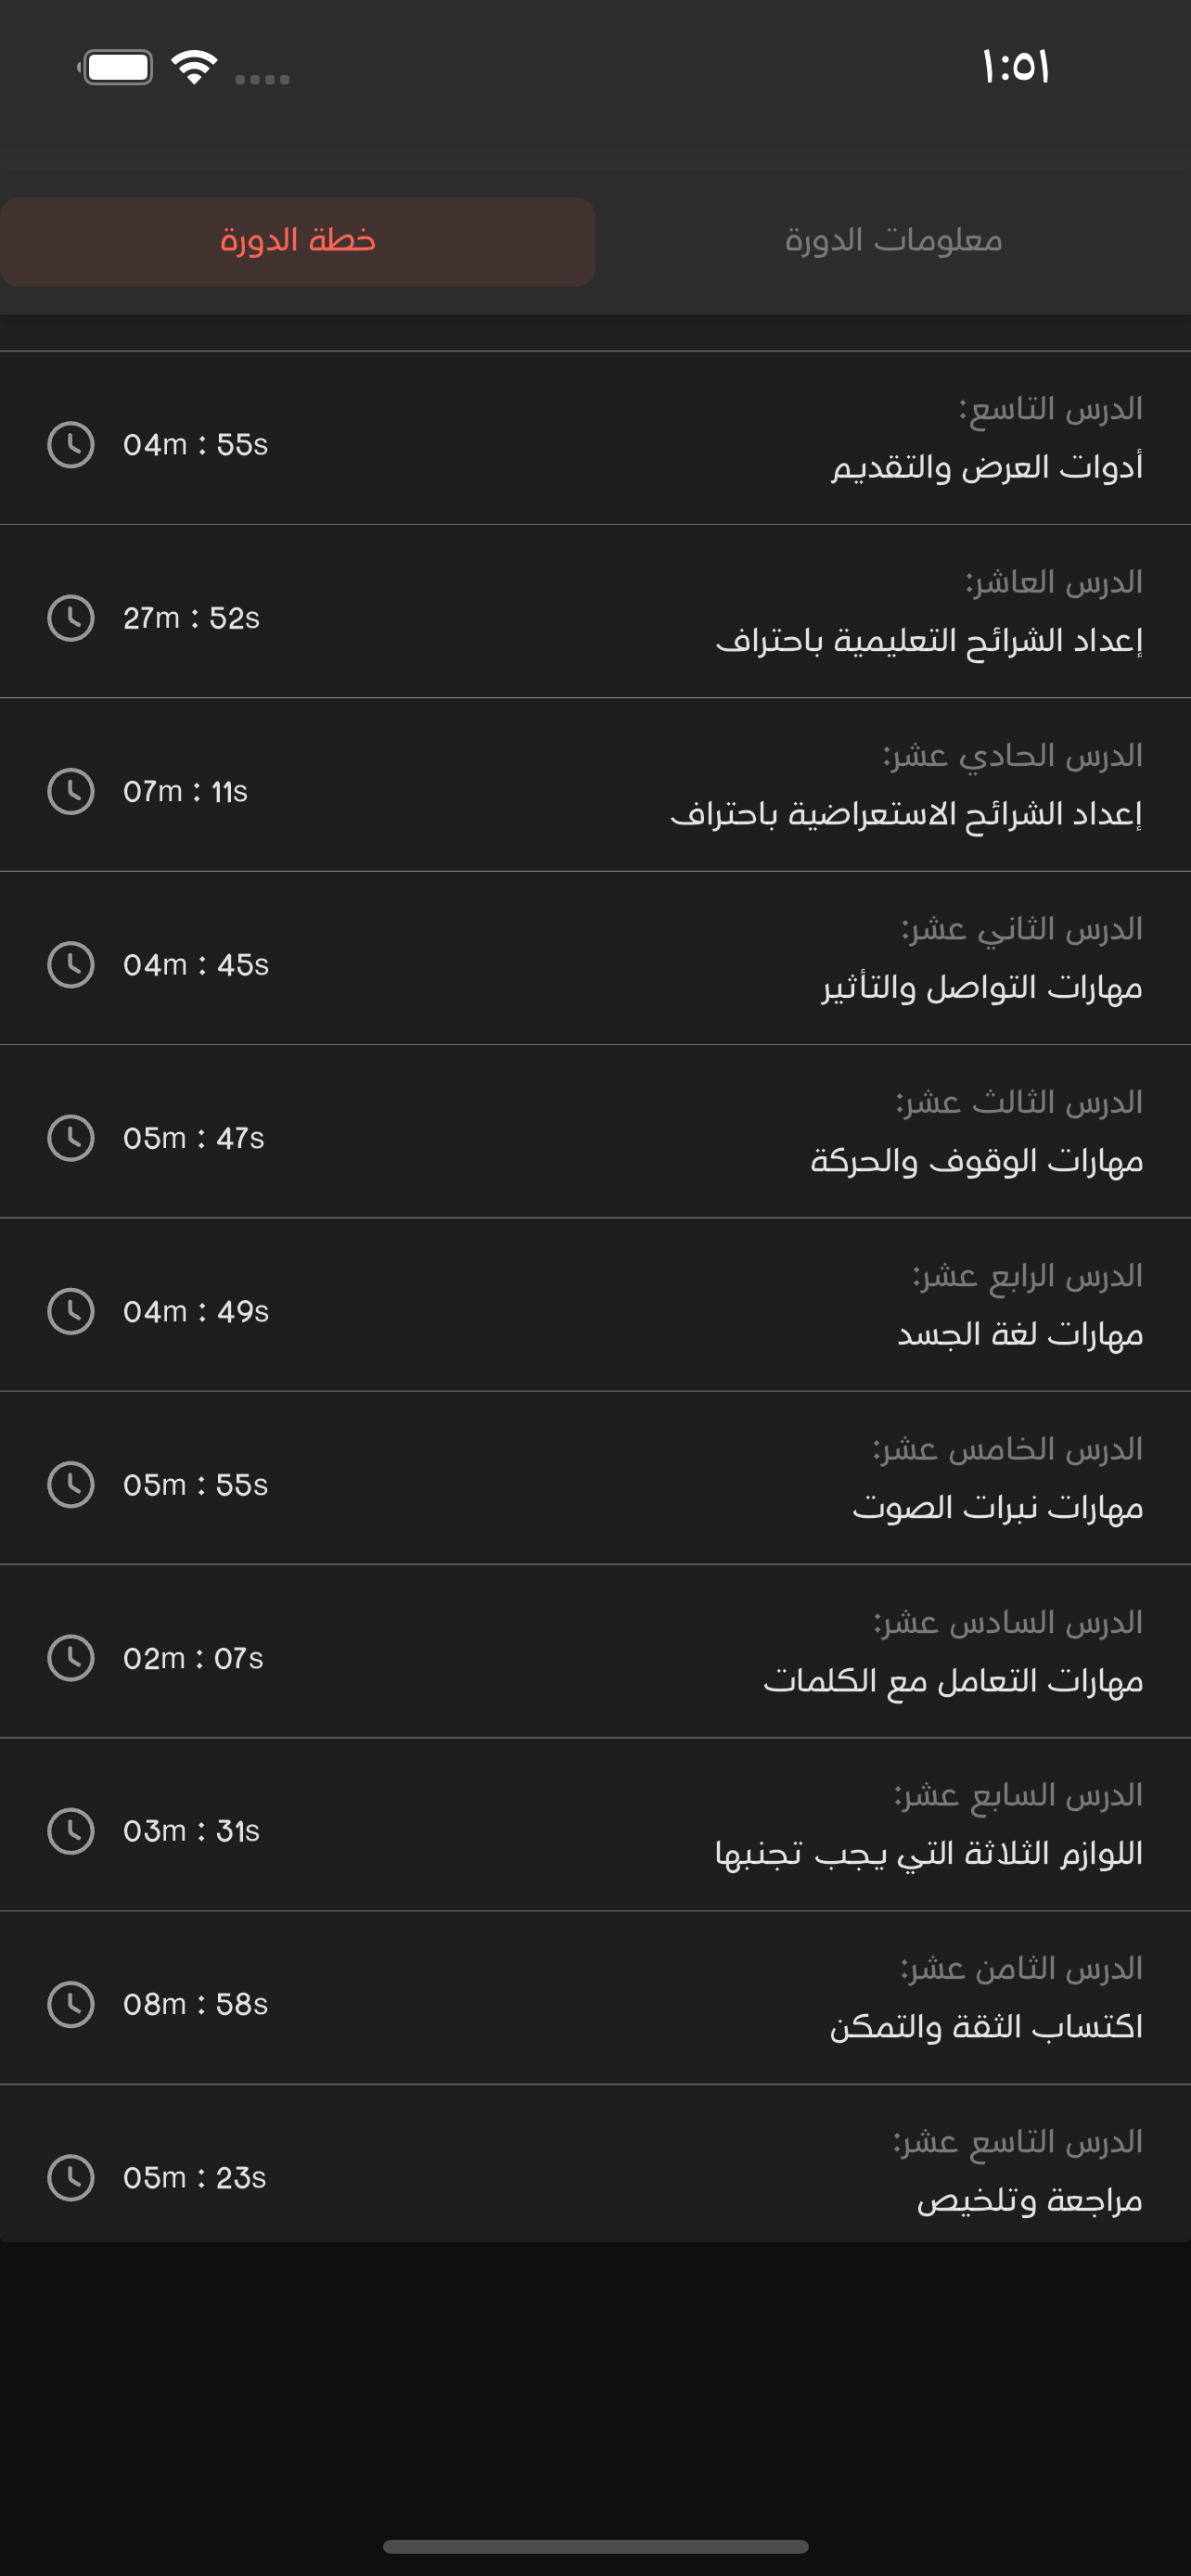 ١:٥١
معلومات الدورة
خطة الدورة
الدرس التاسع:
أدوات العرض والتقديم
04m : 55s
الدرس العاشر:
إعداد الشرائح التعليمية باحتراف
27m : 52s
الدرس الحادي عشر:
إعداد الشرائح الاستعراضية باحتراف
07m : 11s
الدرس الثاني عشر:
مهارات التواصل والتأثير
04m : 45s
الدرس الثالث عشر:
مهارات الوقوف والحركة
05m : 47s
الدرس الرابع عشر:
مهارات لغة الجسد
04m : 49s
الدرس الخامس عشر:
مهارات نبرات الصوت
05m : 55s
الدرس السادس عشر:
مهارات التعامل مع الكلمات
02m : 07s
الدرس السابع عشر:
اللوازم الثلاثة التي يجب تجنبها
03m : 31s
الدرس الثامن عشر:
اكتساب الثقة والتمكن
08m : 58s
الدرس التاسع عشر:
مراجعة وتلخيص
05m : 23s